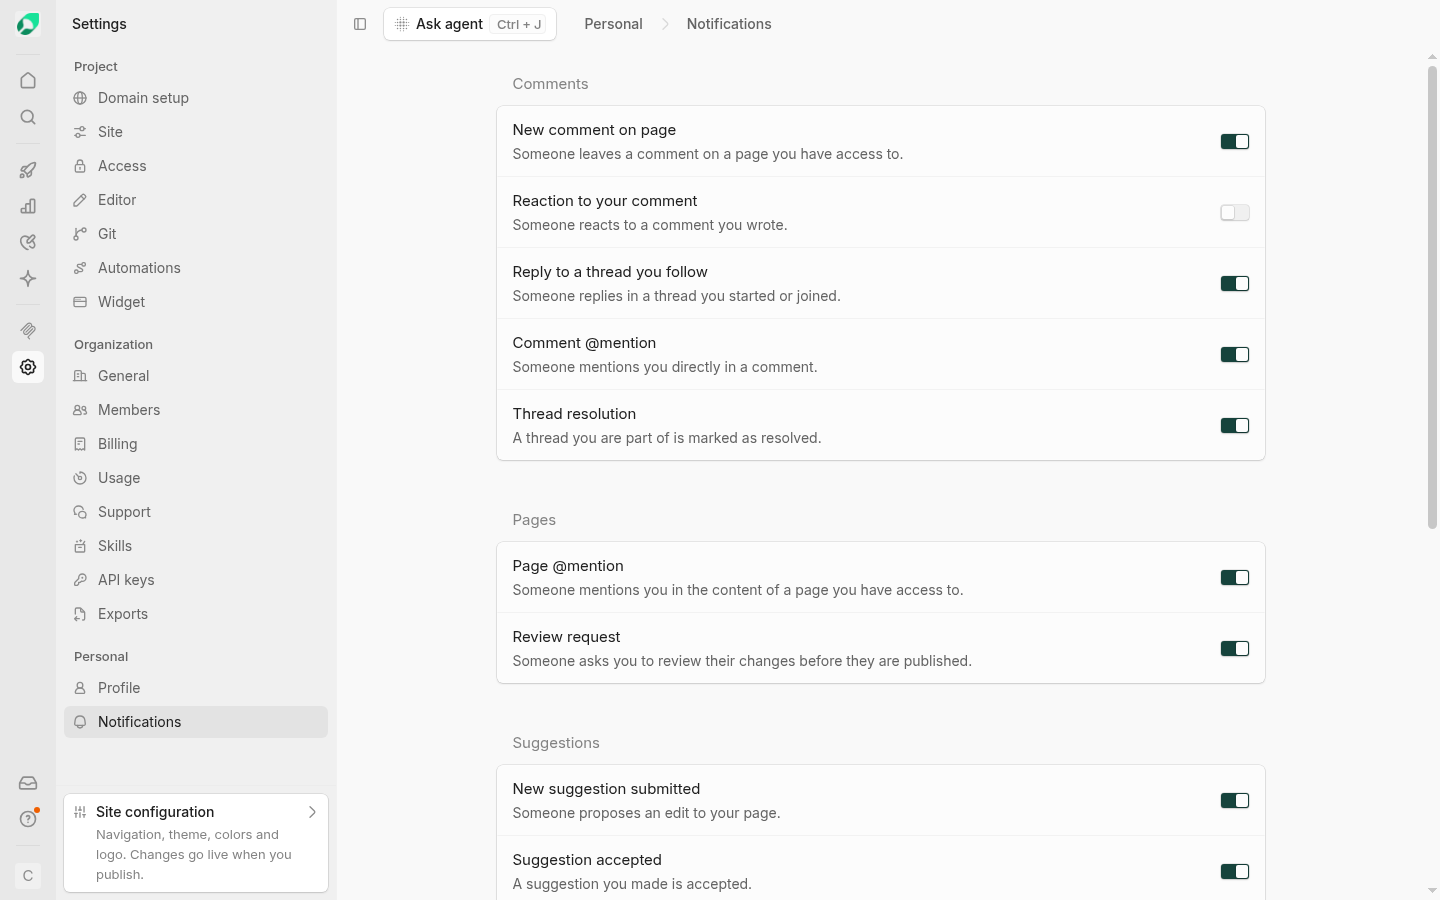 Settings
Project
Domain setup
Site
Access
Editor
Git
Automations
Widget
Organization
General
Members
Billing
Usage
Support
Skills
API keys
Exports
Personal
Profile
Notifications
Site configuration
Navigation, theme, colors and
logo. Changes go live when you
publish.
C
Ask agent Ctrl + J
Personal
Notifications
Comments
New comment on page
Someone leaves a comment on a page you have access to.
Reaction to your comment
Someone reacts to a comment you wrote.
Reply to a thread you follow
Someone replies in a thread you started or joined.
Comment @mention
Someone mentions you directly in a comment.
Thread resolution
A thread you are part of is marked as resolved.
Pages
Page @mention
Someone mentions you in the content of a page you have access to.
Review request
Someone asks you to review their changes before they are published.
Suggestions
New suggestion submitted
Someone proposes an edit to your page.
Suggestion accepted
A suggestion you made is accepted.